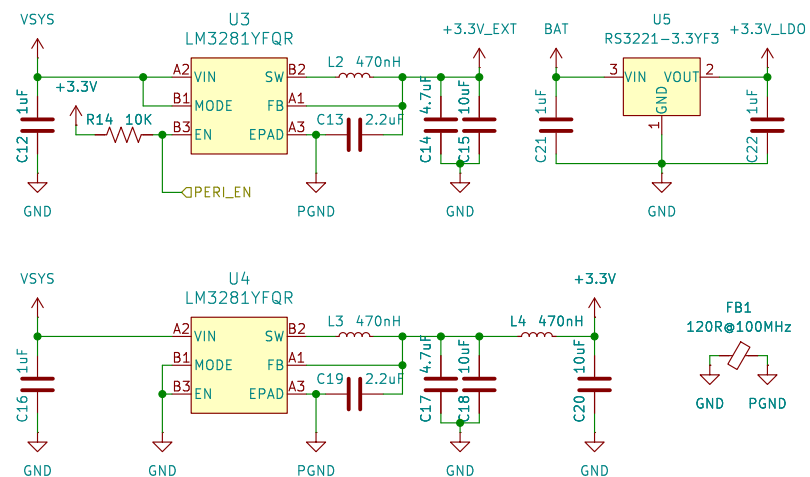 VSYS
U3
LM3281YFQR
+3.3V_EXT
BAT
U5
RS3221-3.3YF3
+3.3V_LDO
L2 470nH
A2 VIN SW B2
B1 MODE FB A1
B3 EN EPAD A3
+3.3V
R14 10K
C12 1uF
C13 2.2uF
C14 4.7uF
C15 10uF
C21 1uF
3 VIN VOUT 2
GND
1
C22 1uF
PERI_EN
GND
PGND
GND
GND
VSYS
U4
LM3281YFQR
+3.3V
L3 470nH
L4 470nH
A2 VIN SW B2
B1 MODE FB A1
B3 EN EPAD A3
C16 1uF
C19 2.2uF
C17 4.7uF
C18 10uF
C20 10uF
FB1
120R@100MHz
GND
PGND
GND
GND
PGND
GND
GND